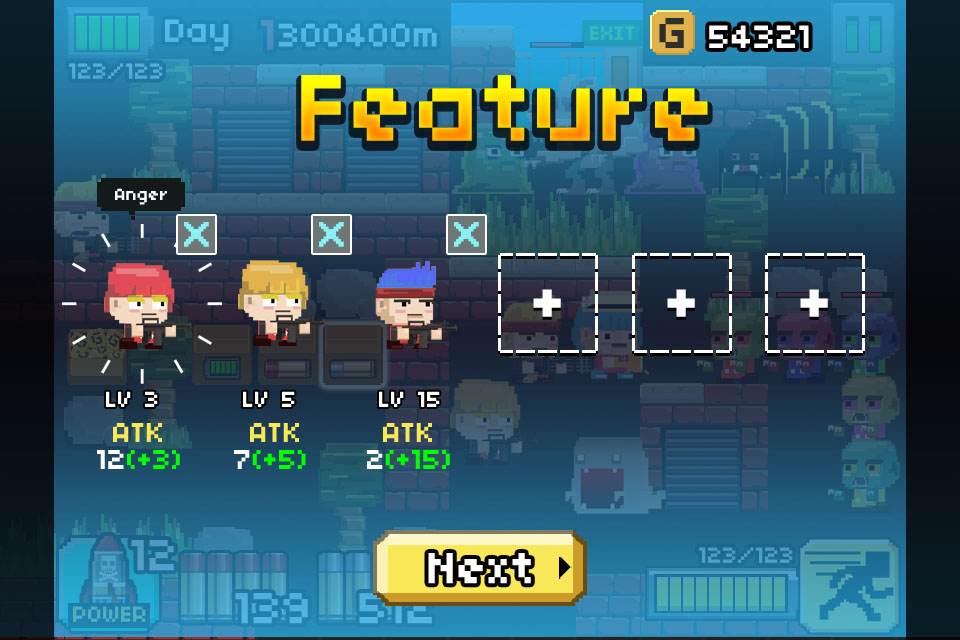 Day 1300400m
EXIT
G 54321
123/123
Feature
Anger
LV 3
LV 5
LV 15
ATK
ATK
ATK
12(+3)
7(+5)
2(+15)
Next
12
POWER
139
512
123/123